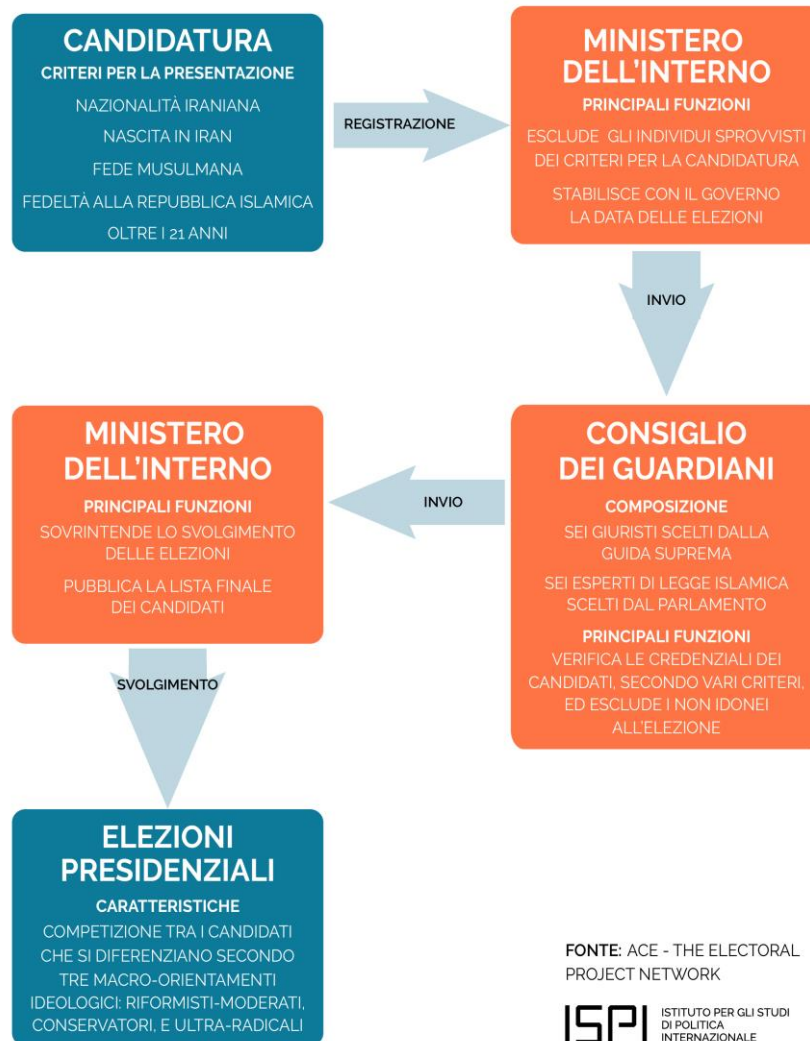 CANDIDATURA
CRITERI PER LA PRESENTAZIONE
NAZIONALITÀ IRANIANA
NASCITA IN IRAN
FEDE MUSULMANA
FEDELTÀ ALLA REPUBBLICA ISLAMICA
OLTRE I 21 ANNI
REGISTRAZIONE
MINISTERO
DELL'INTERNO
PRINCIPALI FUNZIONI
ESCLUDE GLI INDIVIDUI SPROVVISTI
DEI CRITERI PER LA CANDIDATURA
STABILISCE CON IL GOVERNO
LA DATA DELLE ELEZIONI
INVIO
CONSIGLIO
DEI GUARDIANI
COMPOSIZIONE
SEI GIURISTI SCELTI DALLA
GUIDA SUPREMA
SEI ESPERTI DI LEGGE ISLAMICA
SCELTI DAL PARLAMENTO
PRINCIPALI FUNZIONI
VERIFICA LE CREDENZIALI DEI
CANDIDATI, SECONDO VARI CRITERI,
ED ESCLUDE I NON IDONEI
ALL'ELEZIONE
INVIO
MINISTERO
DELL'INTERNO
PRINCIPALI FUNZIONI
SOVRINTENDE LO SVOLGIMENTO
DELLE ELEZIONI
PUBBLICA LA LISTA FINALE
DEI CANDIDATI
SVOLGIMENTO
ELEZIONI
PRESIDENZIALI
CARATTERISTICHE
COMPETIZIONE TRA I CANDIDATI
CHE SI DIFERENZIANO SECONDO
TRE MACRO-ORIENTAMENTI
IDEOLOGICI: RIFORMISTI-MODERATI,
CONSERVATORI, E ULTRA-RADICALI
FONTE: ACE - THE ELECTORAL
PROJECT NETWORK
ISPI
ISTITUTO PER GLI STUDI
DI POLITICA
INTERNAZIONALE